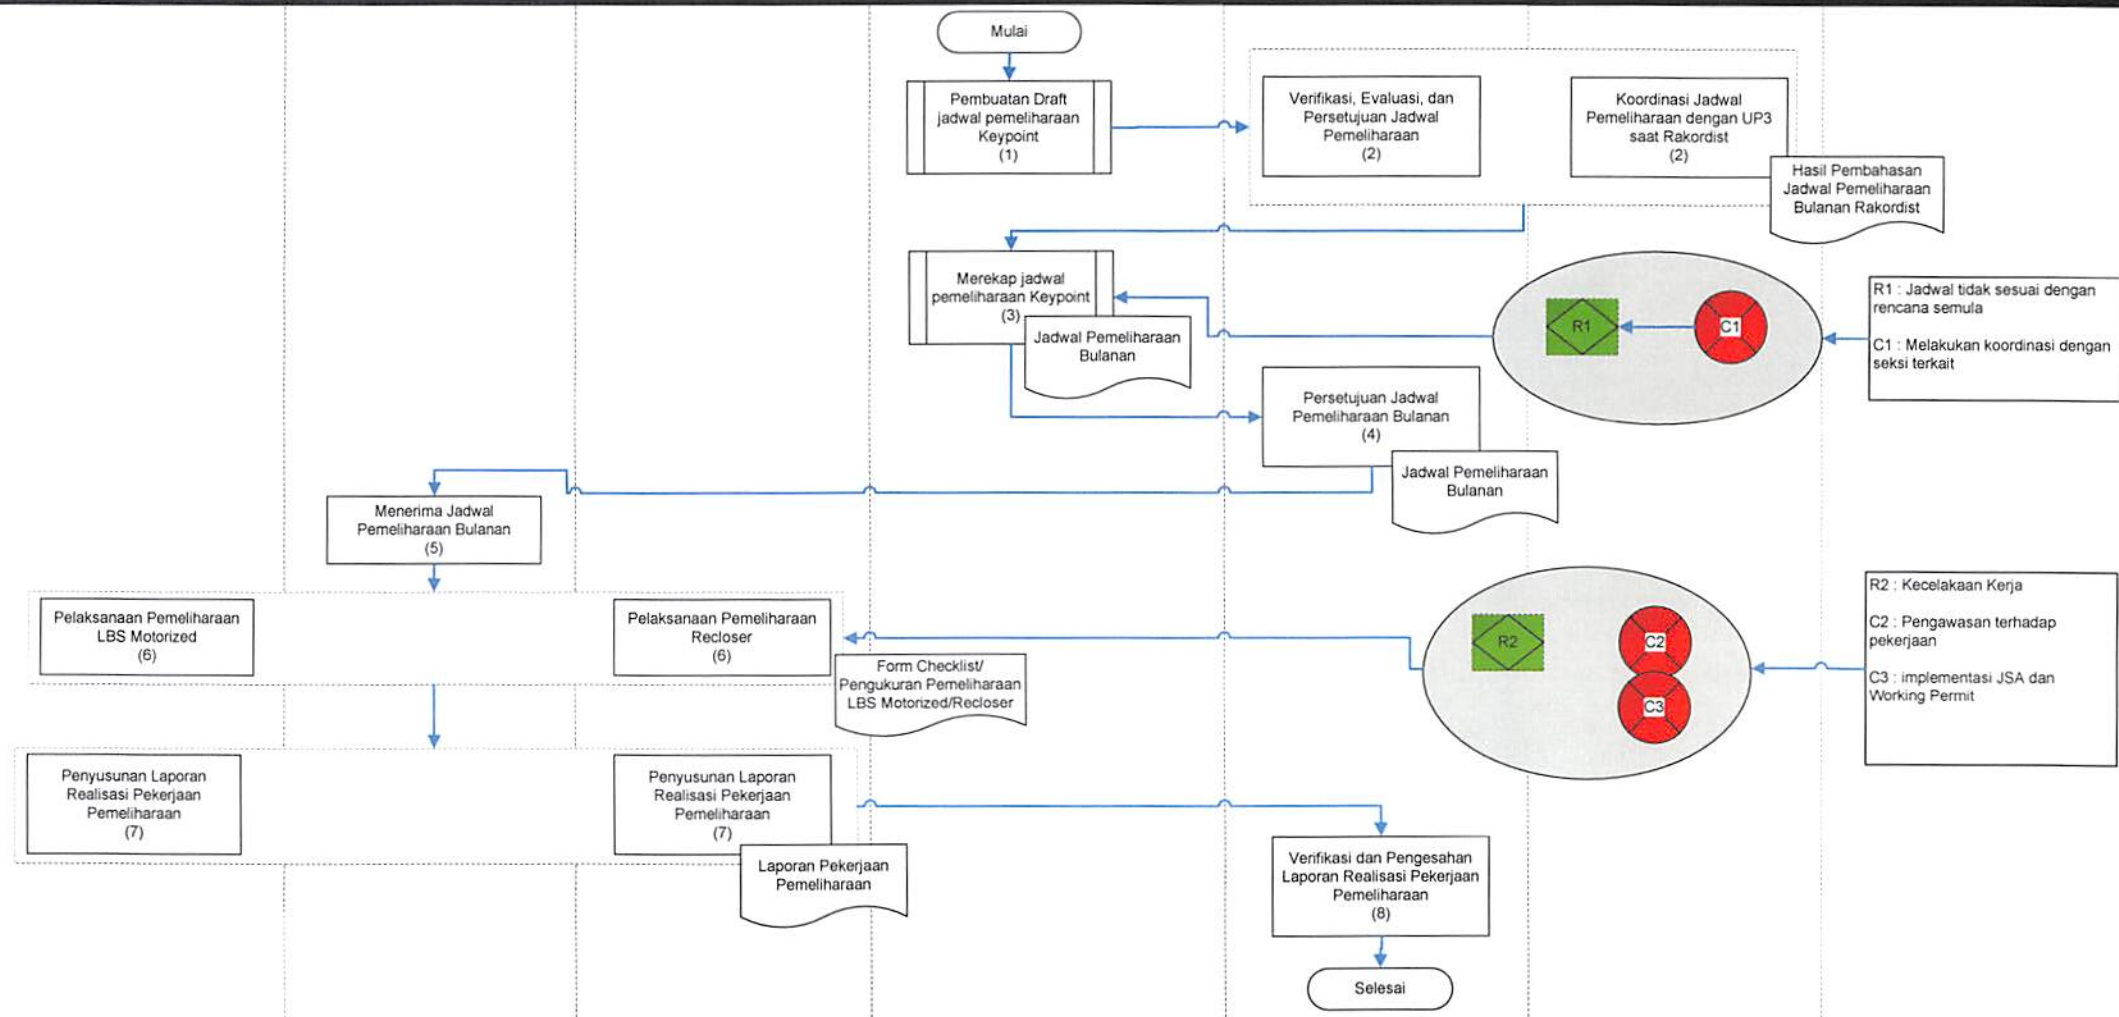 Mulai
Pembuatan Draft
jadwal pemeliharaan
Keypoint
(1)
Verifikasi, Evaluasi, dan
Persetujuan Jadwal
Pemeliharaan
(2)
Koordinasi Jadwal
Pemeliharaan dengan UP3
saat Rakordist
(2)
Hasil Pembahasan
Jadwal Pemeliharaan
Bulanan Rakordist
Merekap jadwal
pemeliharaan Keypoint
(3)
Jadwal Pemeliharaan
Bulanan
R1
C1
R1 : Jadwal tidak sesuai dengan
rencana semula
C1 : Melakukan koordinasi dengan
seksi terkait
Persetujuan Jadwal
Pemeliharaan Bulanan
(4)
Jadwal Pemeliharaan
Bulanan
Menerima Jadwal
Pemeliharaan Bulanan
(5)
Pelaksanaan Pemeliharaan
LBS Motorized
(6)
Pelaksanaan Pemeliharaan
Recloser
(6)
Form Checklist/
Pengukuran Pemeliharaan
LBS Motorized/Recloser
R2
C2
C3
R2 : Kecelakaan Kerja
C2 : Pengawasan terhadap
pekerjaan
C3 : implementasi JSA dan
Working Permit
Penyusunan Laporan
Realisasi Pekerjaan
Pemeliharaan
(7)
Penyusunan Laporan
Realisasi Pekerjaan
Pemeliharaan
(7)
Laporan Pekerjaan
Pemeliharaan
Verifikasi dan Pengesahan
Laporan Realisasi Pekerjaan
Pemeliharaan
(8)
Selesai